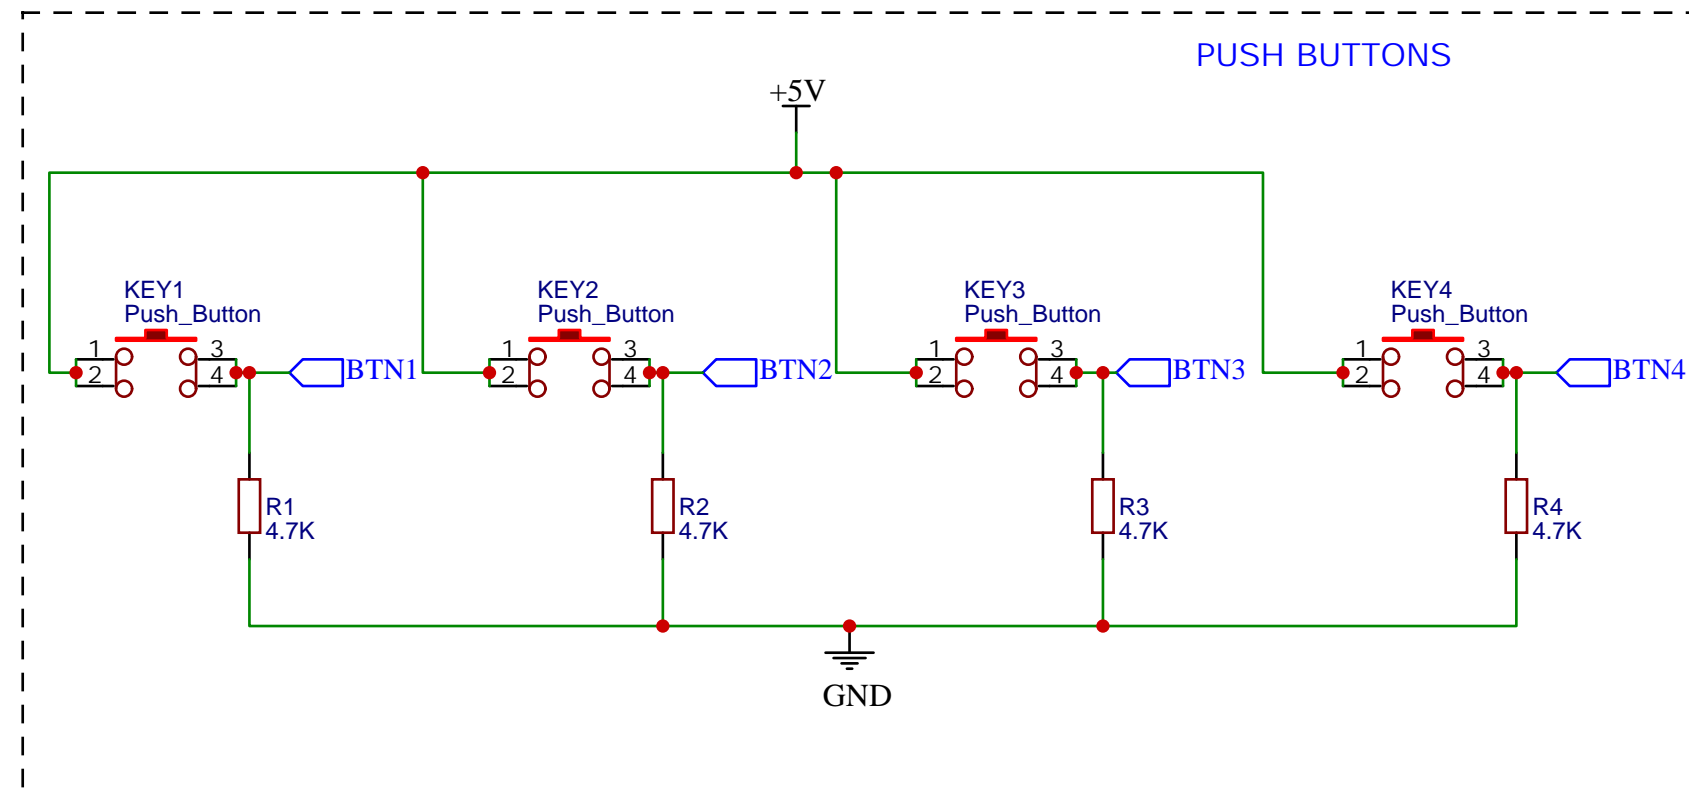 PUSH BUTTONS
+5V
KEY1
Push_Button
1
2
3
4
BTN1
KEY2
Push_Button
1
2
3
4
BTN2
KEY3
Push_Button
1
2
3
4
BTN3
KEY4
Push_Button
1
2
3
4
BTN4
R1
4.7K
R2
4.7K
R3
4.7K
R4
4.7K
GND